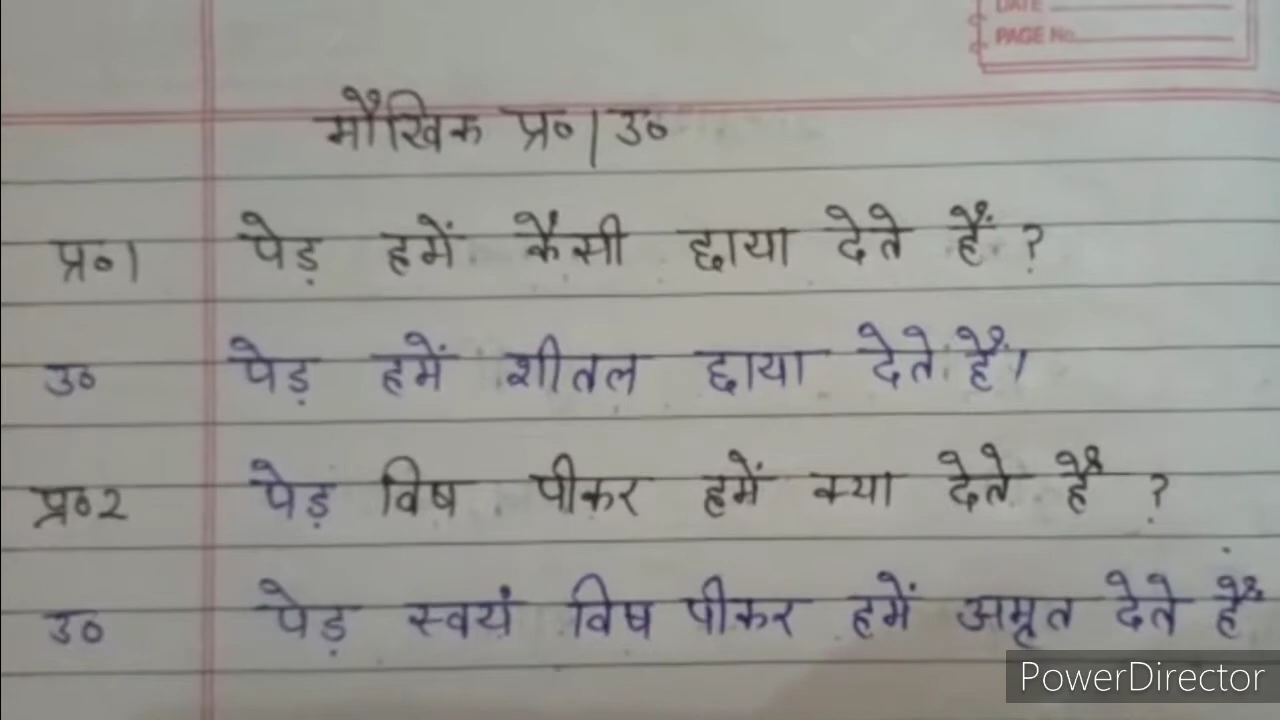 DATE
PAGE No.
मौखिक प्र०/उ०
प्र०1 पेड़ हमें कैसी छाया देते हैं ?
उ० पेड़ हमें शीतल छाया देते हैं।
प्र०2 पेड़ विष पीकर हमें क्या देते हैं ?
उ० पेड़ स्वयं विष पीकर हमें अमृत देते हैं
PowerDirector